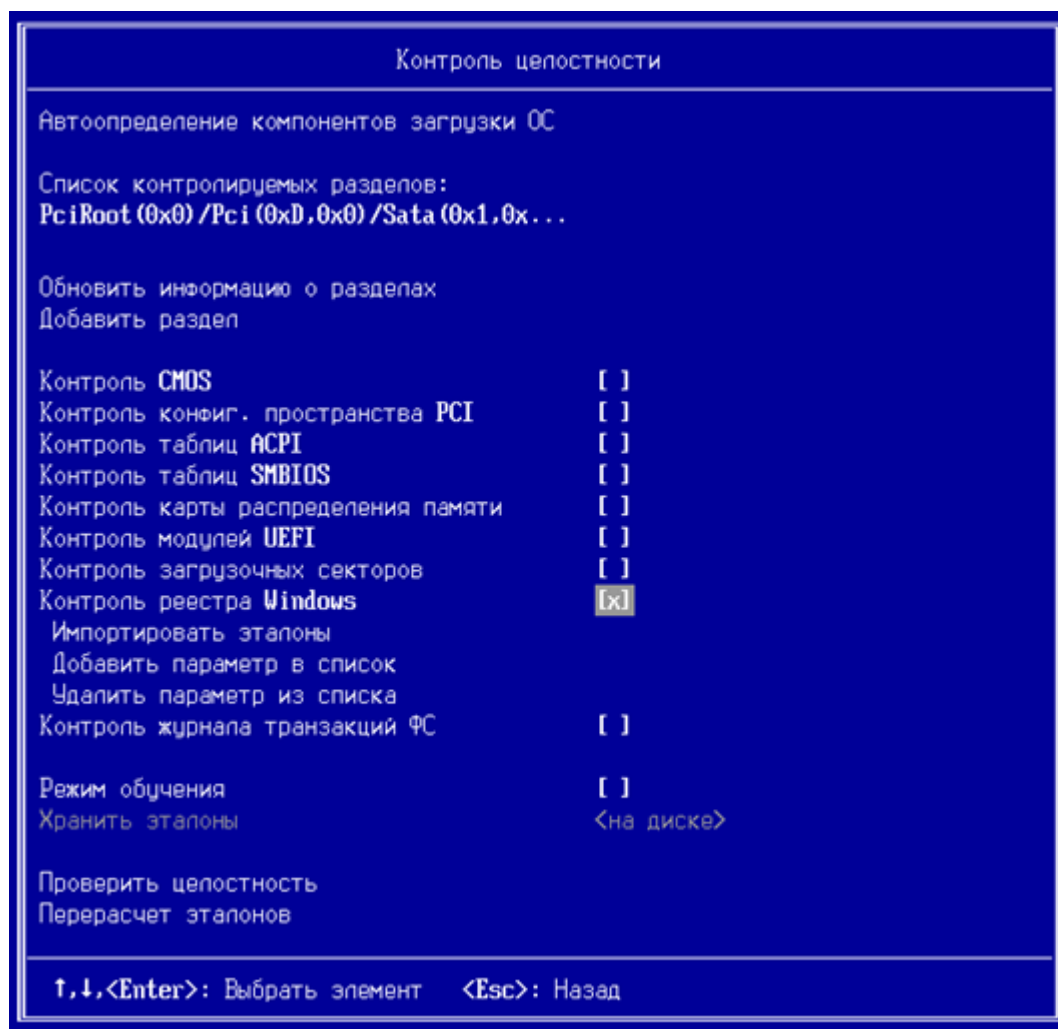 Контроль целостности
Автоопределение компонентов загрузки ОС
Список контролируемых разделов:
PciRoot(0x0)/Pci(0xD,0x0)/Sata(0x1,0x...
Обновить информацию о разделах
Добавить раздел
Контроль CMOS [ ]
Контроль конфиг. пространства PCI [ ]
Контроль таблиц ACPI [ ]
Контроль таблиц SMBIOS [ ]
Контроль карты распределения памяти [ ]
Контроль модулей UEFI [ ]
Контроль загрузочных секторов [ ]
Контроль реестра Windows [x]
Импортировать эталоны
Добавить параметр в список
Удалить параметр из списка
Контроль журнала транзакций ФС [ ]
Режим обучения [ ]
Хранить эталоны <на диске>
Проверить целостность
Перерасчет эталонов
↑,↓,<Enter>: Выбрать элемент <Esc>: Назад